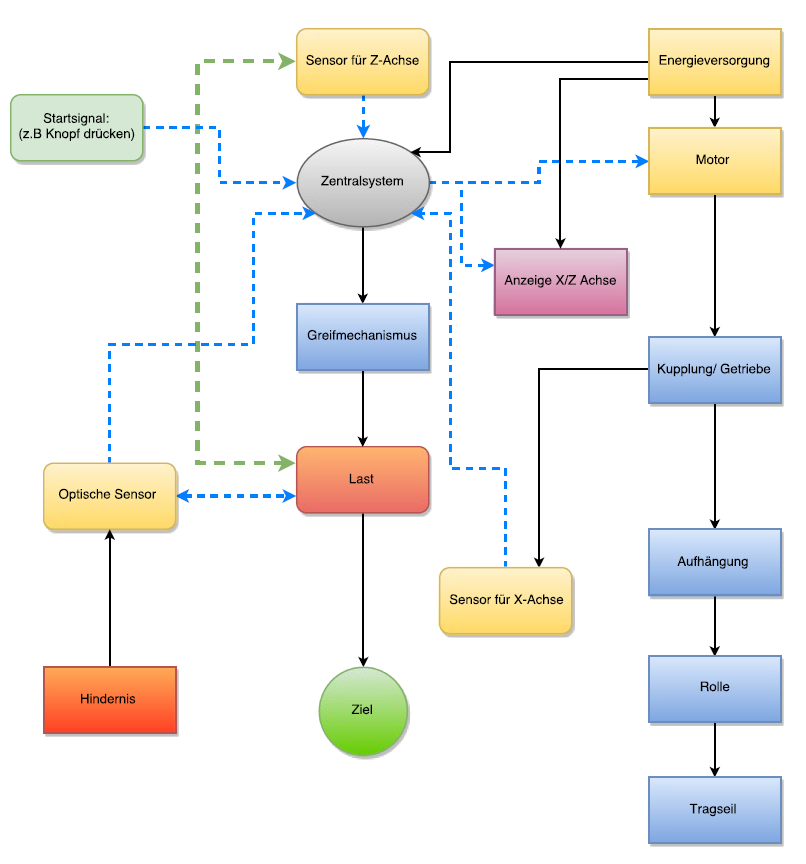 Sensor für Z-Achse
Energieversorgung
Startsignal:
(z.B Knopf drücken)
Motor
Zentralsystem
Anzeige X/Z Achse
Greifmechanismus
Kupplung/ Getriebe
Last
Optische Sensor
Aufhängung
Sensor für X-Achse
Rolle
Hindernis
Ziel
Tragseil